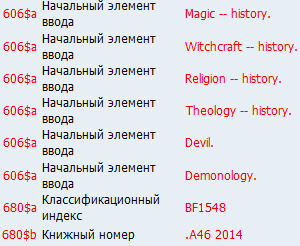 Начальный элемент
606$a ввода Magic -- history.
Начальный элемент
606$a ввода Witchcraft -- history.
Начальный элемент
606$a ввода Religion -- history.
Начальный элемент
606$a ввода Theology -- history.
Начальный элемент
606$a ввода Devil.
Начальный элемент
606$a ввода Demonology.
Классификационный
680$a индекс BF1548
680$b Книжный номер .A46 2014